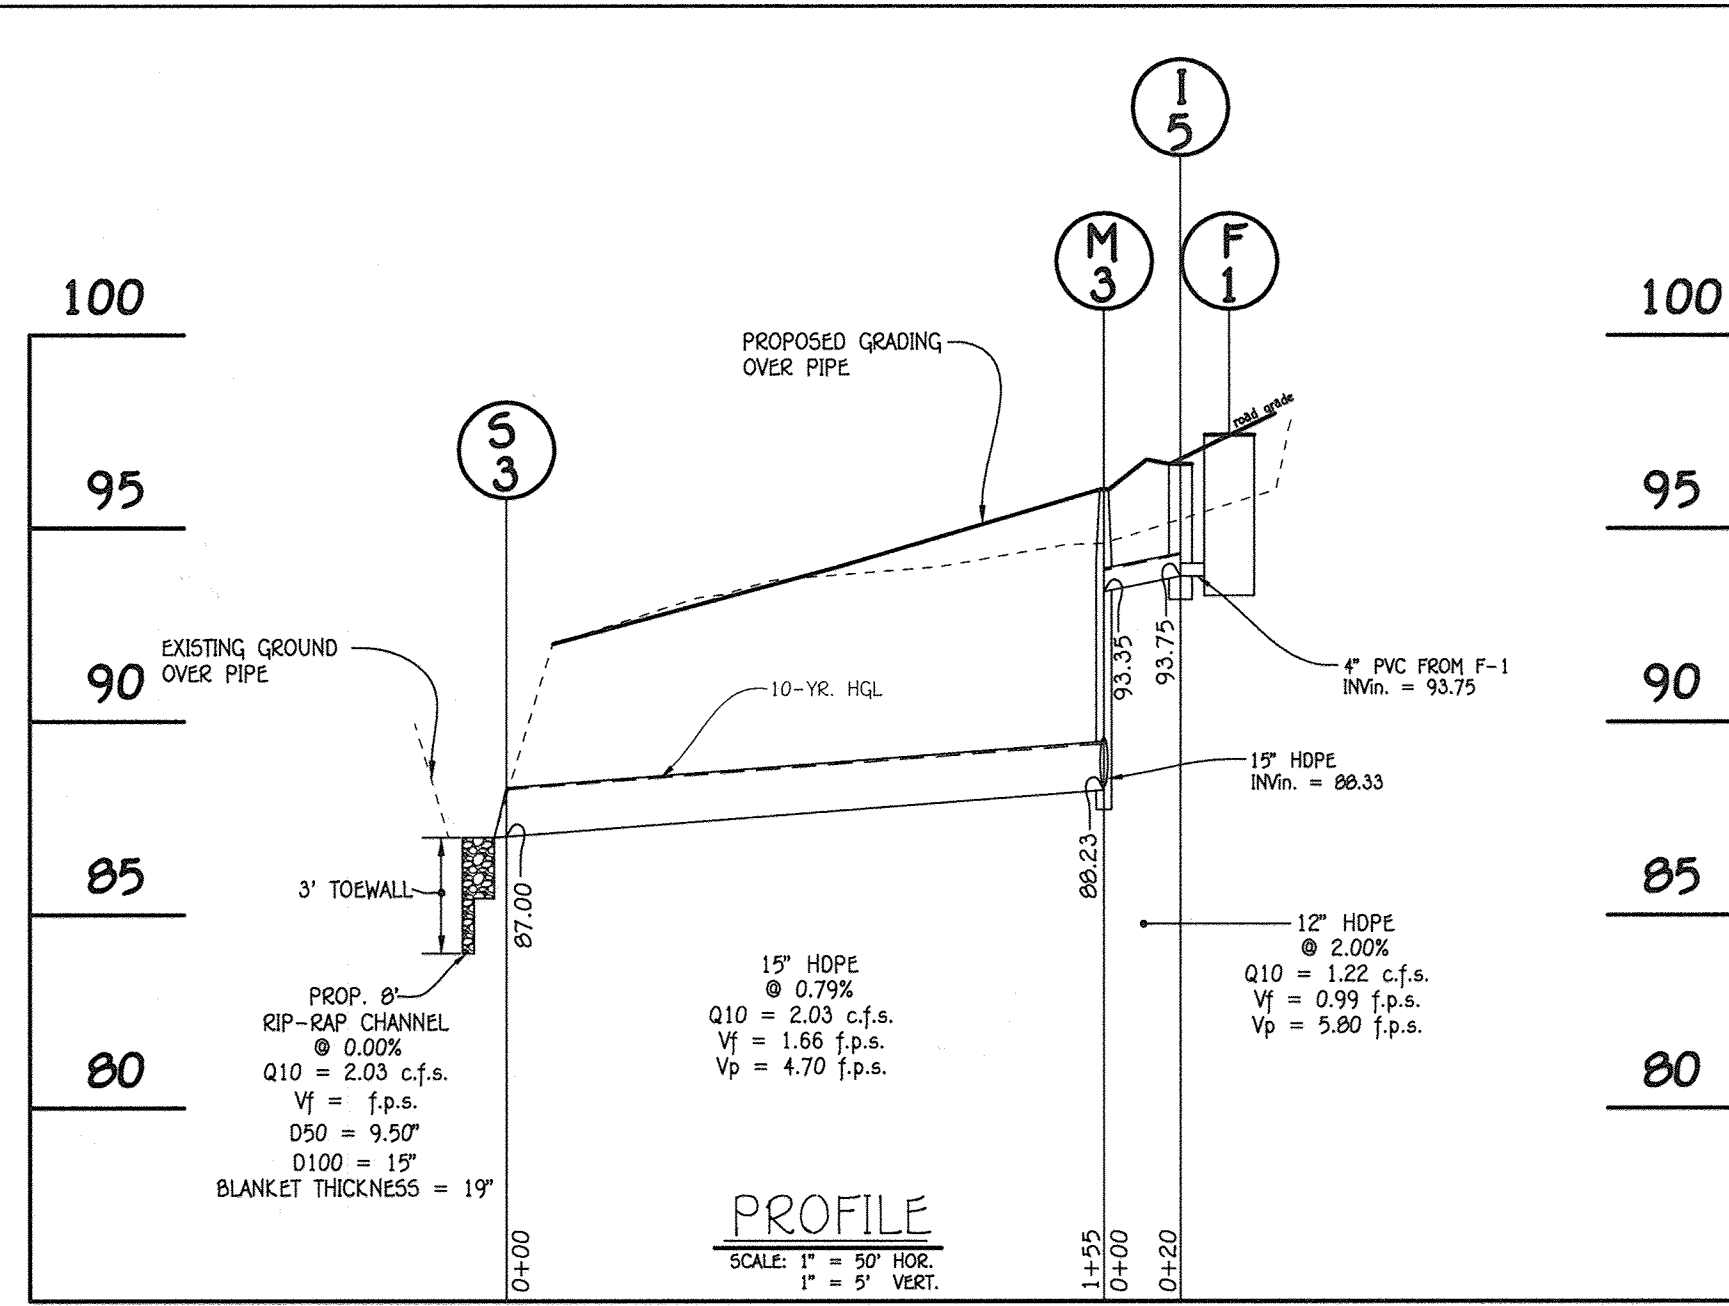 I
5
M
3
F
1
100
100
PROPOSED GRADING
OVER PIPE
road grade
S
3
95
95
EXISTING GROUND
OVER PIPE
90
90
10-YR. HGL
93.35
93.75
4" PVC FROM F-1
INVin. = 93.75
15" HDPE
INVin. = 88.33
88.23
85
85
3' TOEWALL
87.00
12" HDPE
@ 2.00%
Q10 = 1.22 c.f.s.
Vf = 0.99 f.p.s.
Vp = 5.80 f.p.s.
15" HDPE
@ 0.79%
Q10 = 2.03 c.f.s.
Vf = 1.66 f.p.s.
Vp = 4.70 f.p.s.
PROP. 8'
RIP-RAP CHANNEL
@ 0.00%
Q10 = 2.03 c.f.s.
Vf = f.p.s.
D50 = 9.50"
D100 = 15"
BLANKET THICKNESS = 19"
80
80
PROFILE
SCALE: 1" = 50' HOR.
1" = 5' VERT.
0+00
1+55
0+00
0+20